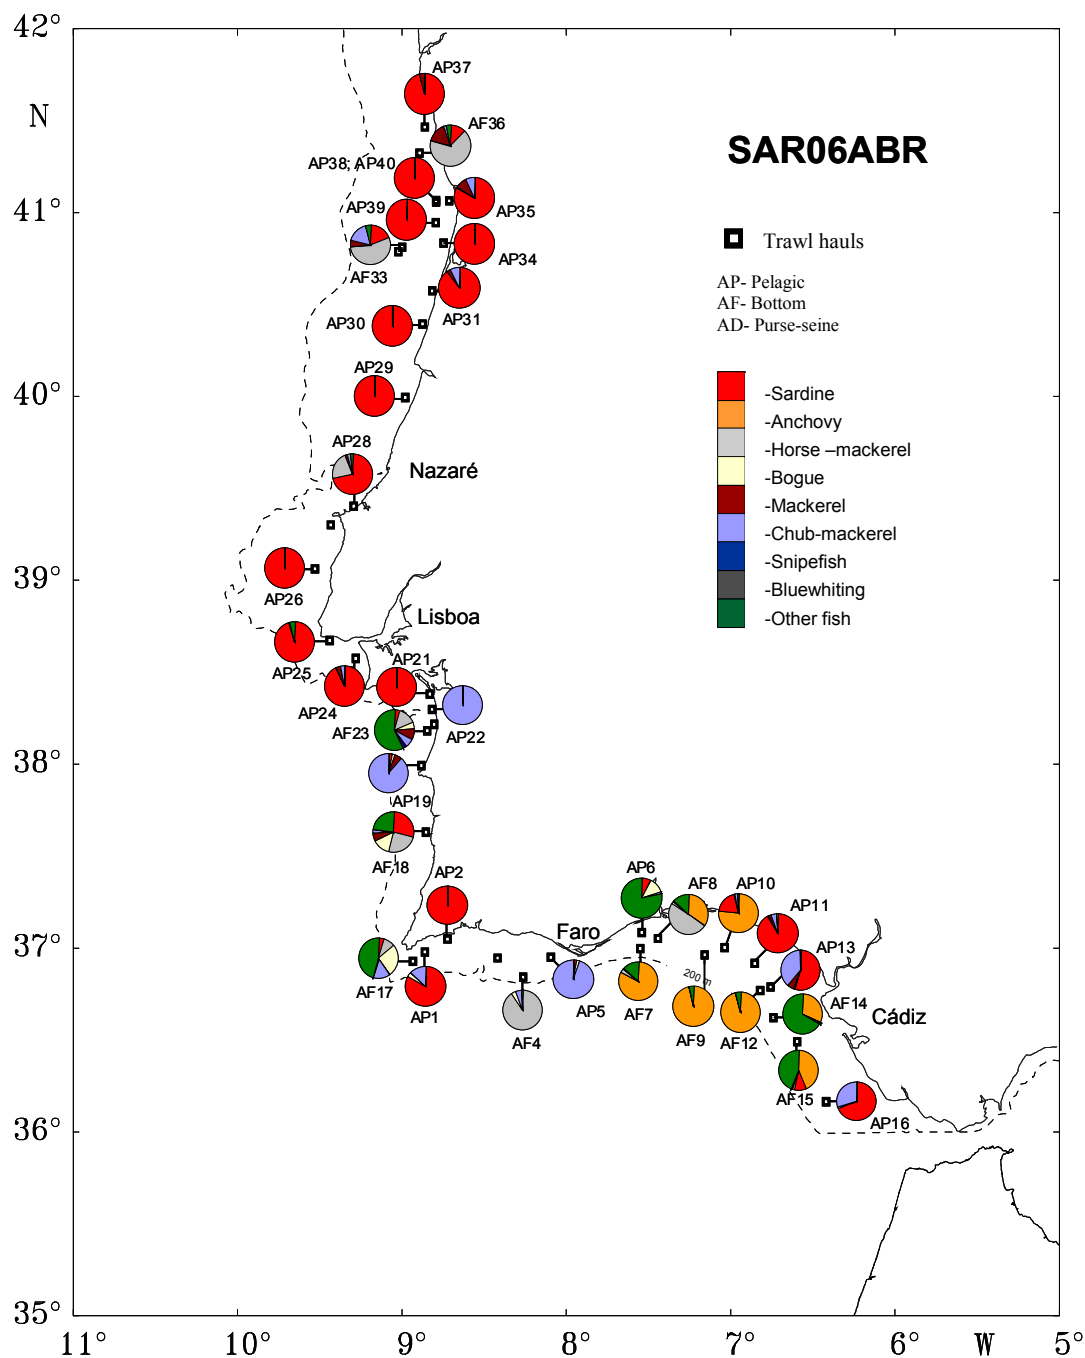 42°
AP37
N
AF36
SAR06ABR
AP38; AP40
41°
AP39
AP35
Trawl hauls
AP34
AF33
AP- Pelagic
AF- Bottom
AD- Purse-seine
AP31
AP30
AP29
40°
-Sardine
-Anchovy
AP28
-Horse –mackerel
Nazaré
-Bogue
-Mackerel
-Chub-mackerel
-Snipefish
39°
-Bluewhiting
AP26
-Other fish
Lisboa
AP21
AP25
AP24
AF23
AP22
38°
AP19
AF18
AP2
AP6
AF8
AP10
AP11
Faro
37°
AP13
200 m
AF17
AF14
AP1
AP5
AF7
Cádiz
AF4
AF9
AF12
AF15
AP16
36°
35°
11°
10°
9°
8°
7°
6°
W
5°